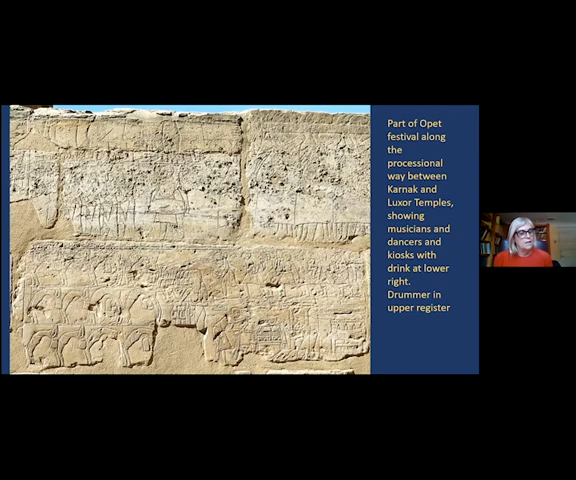 Part of Opet
festival along
the
processional
way between
Karnak and
Luxor Temples,
showing
musicians and
dancers and
kiosks with
drink at lower
right.
Drummer in
upper register